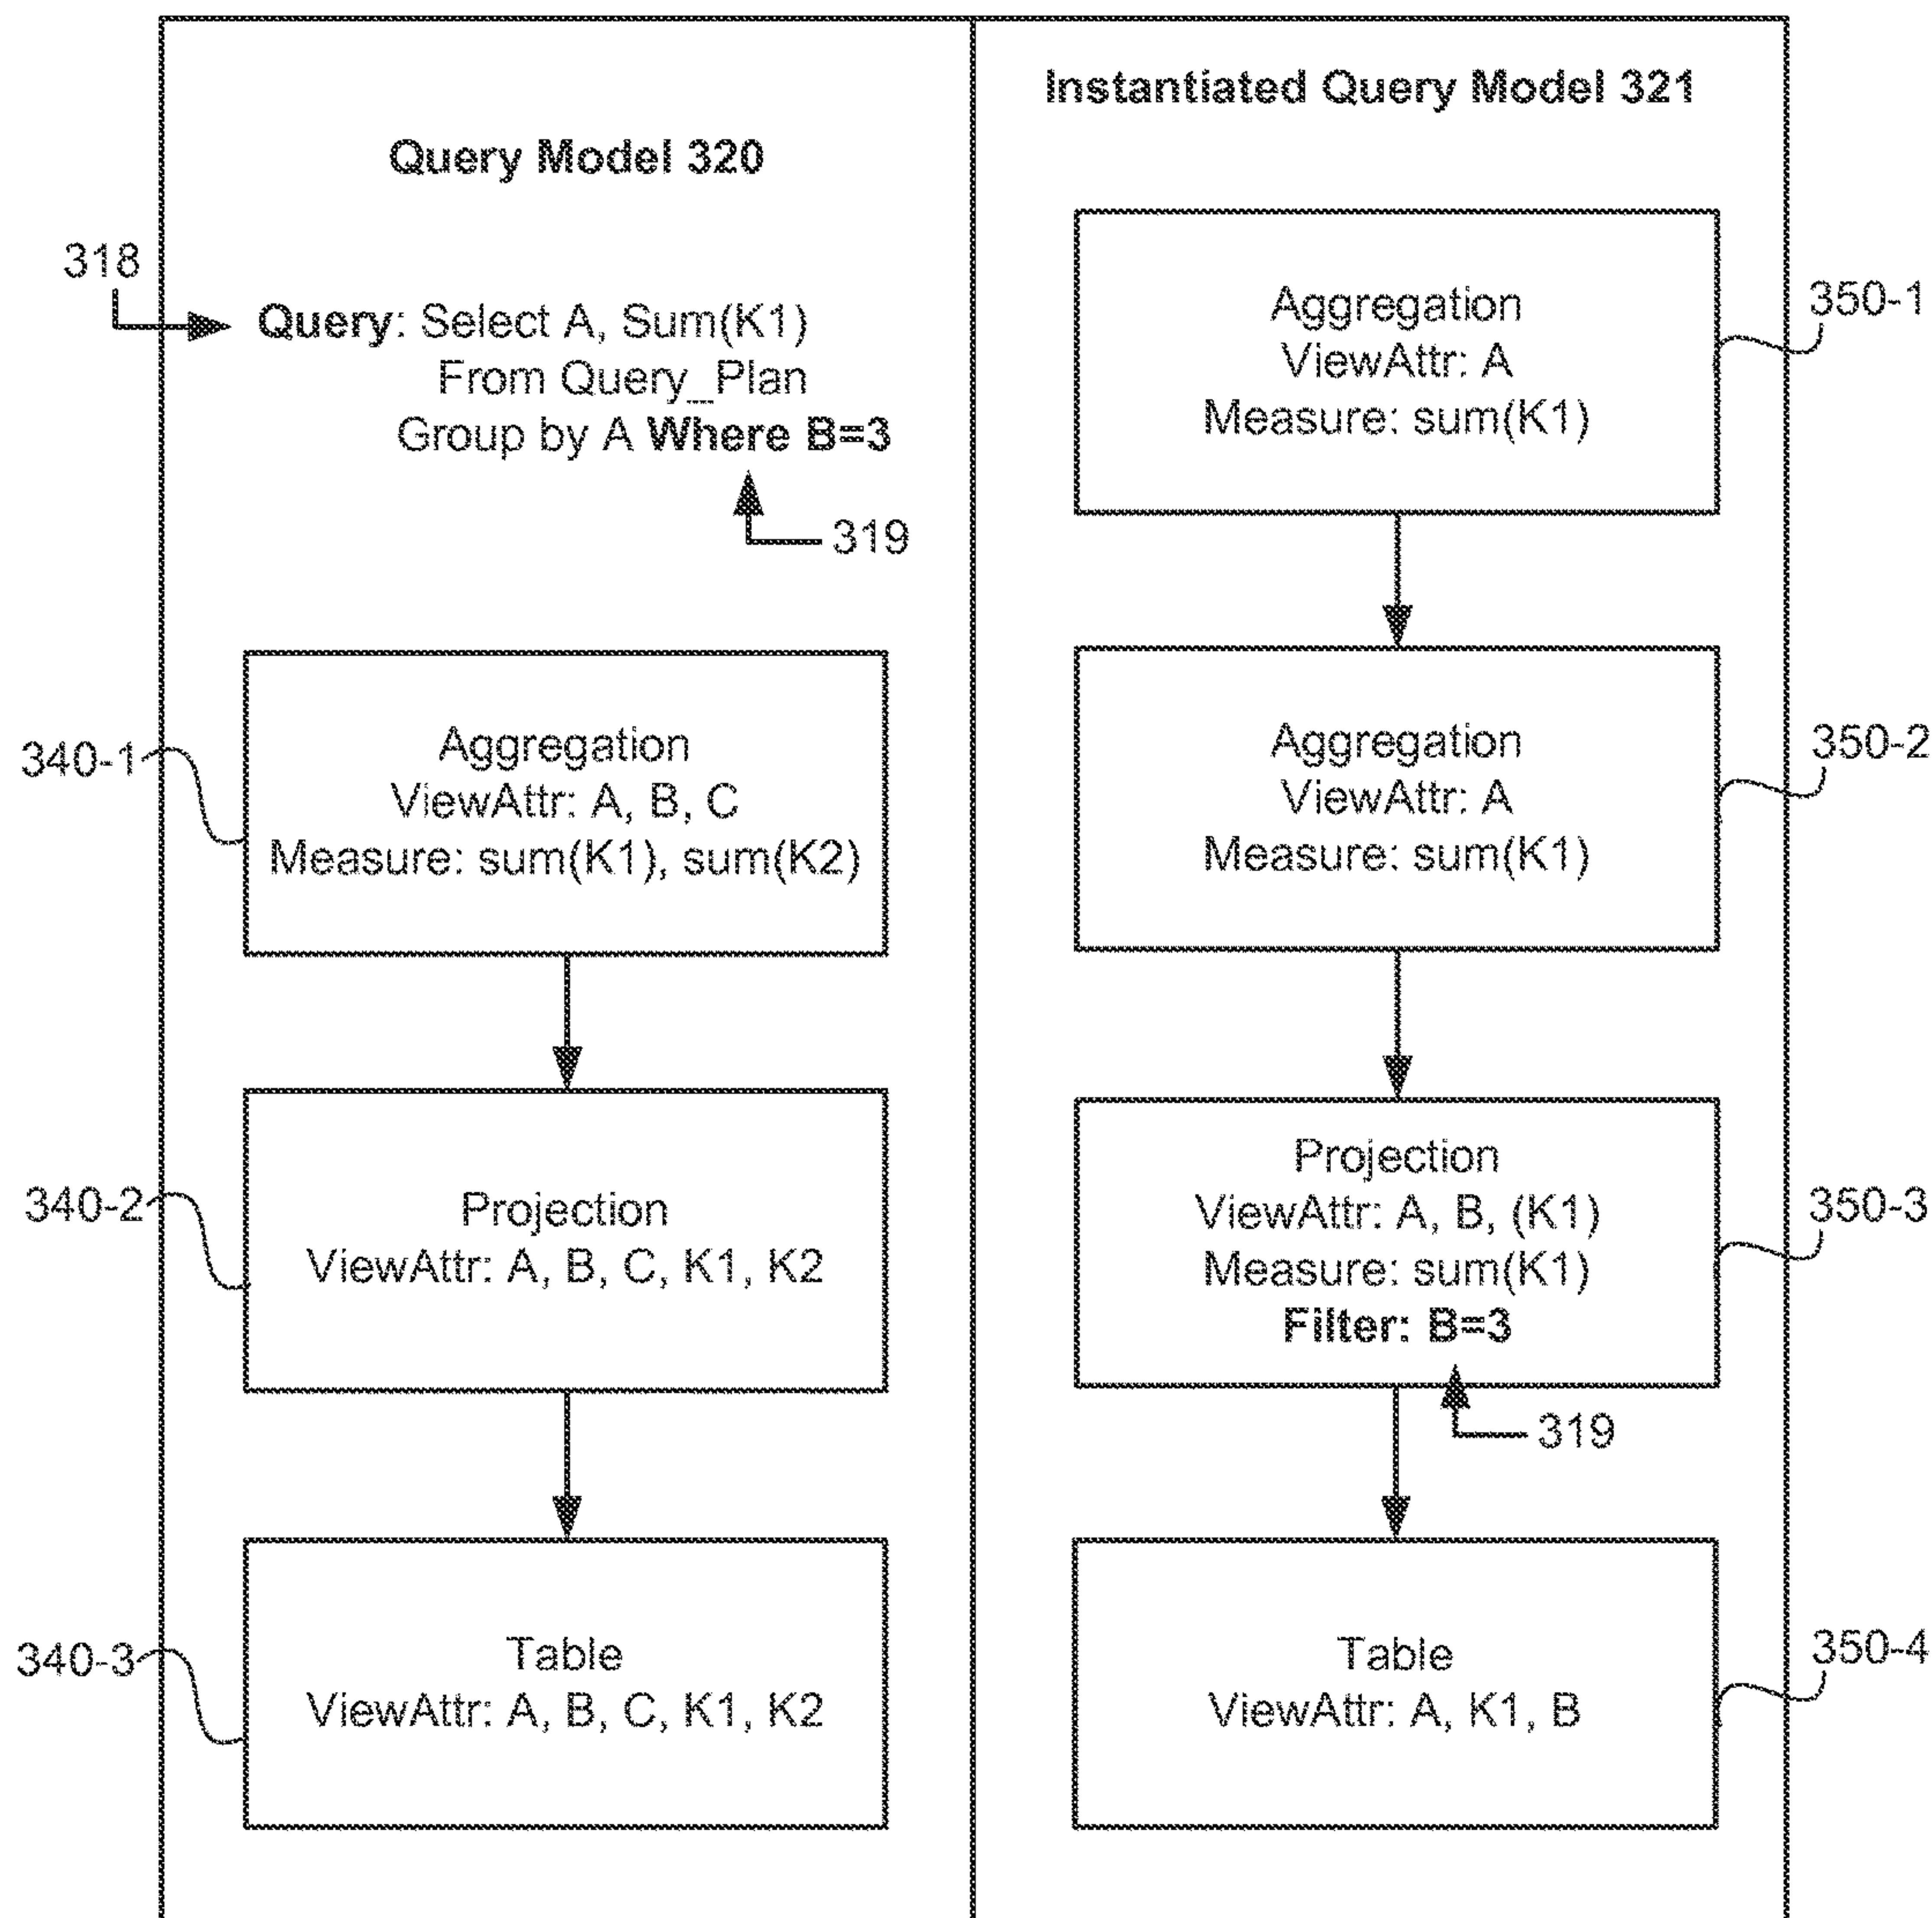 Query Model 320
318
Query: Select A, Sum(K1)
From Query_Plan
Group by A Where B=3
319
340-1
Aggregation
ViewAttr: A, B, C
Measure: sum(K1), sum(K2)
340-2
Projection
ViewAttr: A, B, C, K1, K2
340-3
Table
ViewAttr: A, B, C, K1, K2
Instantiated Query Model 321
Aggregation
ViewAttr: A
Measure: sum(K1)
350-1
Aggregation
ViewAttr: A
Measure: sum(K1)
350-2
Projection
ViewAttr: A, B, (K1)
Measure: sum(K1)
Filter: B=3
350-3
319
Table
ViewAttr: A, K1, B
350-4